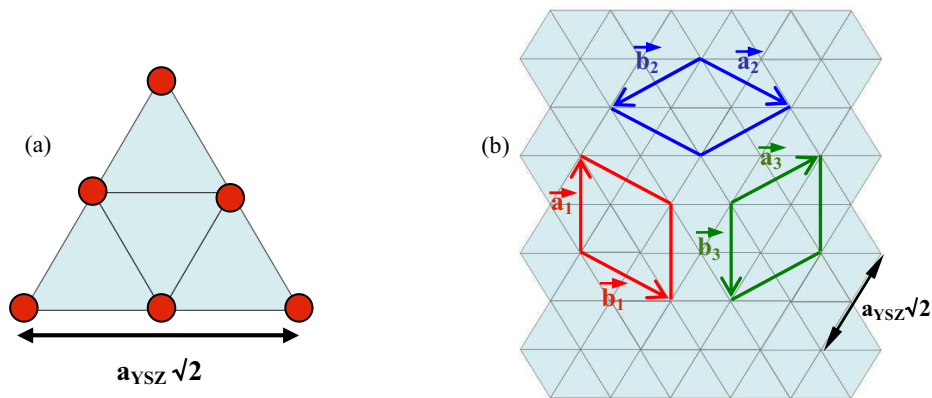 (a)
a_YSZ √2
(b)
b₂
a₂
a₃
a₁
b₃
b₁
a_YSZ√2